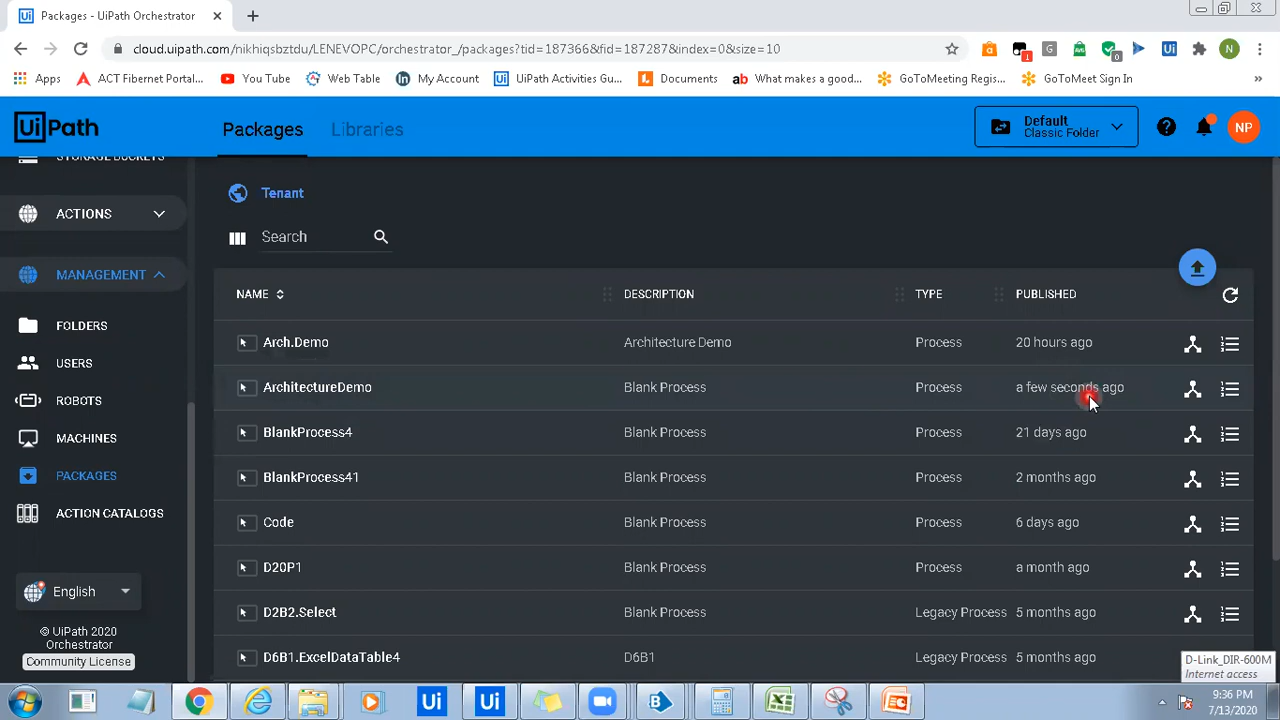 Packages - UiPath Orchestrator
cloud.uipath.com/nikhiqsbztdu/LENEVOPC/orchestrator_/packages?tid=187366&fid=187287&index=0&size=10
Apps
ACT Fibernet Portal...
You Tube
Web Table
My Account
UiPath Activities Gu...
Documents
What makes a good...
GoToMeeting Regis...
GoToMeet Sign In
UiPath
Packages
Libraries
Default
Classic Folder
NP
STORAGE BUCKETS
ACTIONS
MANAGEMENT
FOLDERS
USERS
ROBOTS
MACHINES
PACKAGES
ACTION CATALOGS
English
© UiPath 2020
Orchestrator
Community License
Tenant
Search
NAME DESCRIPTION TYPE PUBLISHED
Arch.Demo Architecture Demo Process 20 hours ago
ArchitectureDemo Blank Process Process a few seconds ago
BlankProcess4 Blank Process Process 21 days ago
BlankProcess41 Blank Process Process 2 months ago
Code Blank Process Process 6 days ago
D20P1 Blank Process Process a month ago
D2B2.Select Blank Process Legacy Process 5 months ago
D6B1.ExcelDataTable4 D6B1 Legacy Process 5 months ago
D-Link_DIR-600M
Internet access
9:36 PM
7/13/2020